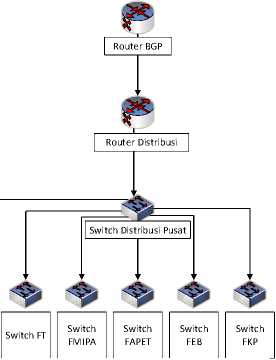 Router BGP
Router Distribusi
Switch Distribusi Pusat
Switch FT
Switch
FMIPA
Switch
FAPET
Switch
FEB
Switch
FKP